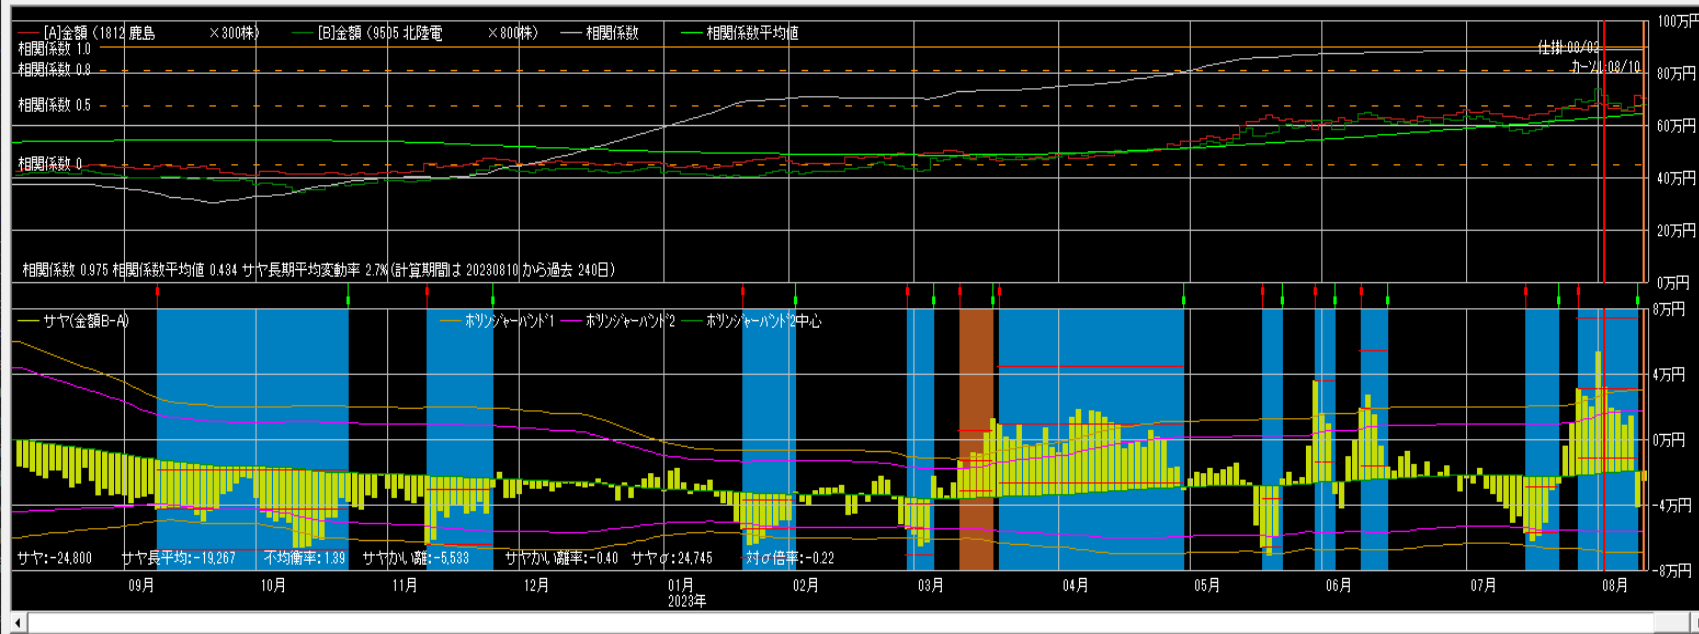 [A]金額 (1812 鹿島 ×300株) [B]金額 (9505 北陸電 ×800株) 相関係数 相関係数平均値
100万円
相関係数 1.0
仕掛:08/02
相関係数 0.8
カーソル:08/10
80万円
相関係数 0.5
60万円
相関係数 0
40万円
20万円
相関係数 0.975 相関係数平均値 0.434 サヤ長期平均変動率 2.7%(計算期間は 20230810 から過去 240日)
0万円
8万円
サヤ(金額B-A) ボリンジャーバンド1 ボリンジャーバンド2 ボリンジャーバンド2中心
4万円
0万円
-4万円
サヤ:-24,800 サヤ長平均:-19,267 不均衡率:1.39 サヤかい離:-5,533 サヤかい離率:-0.40 サヤσ:24,745 対σ倍率:-0.22
-8万円
09月 10月 11月 12月 01月 02月 03月 04月 05月 06月 07月 08月
2023年